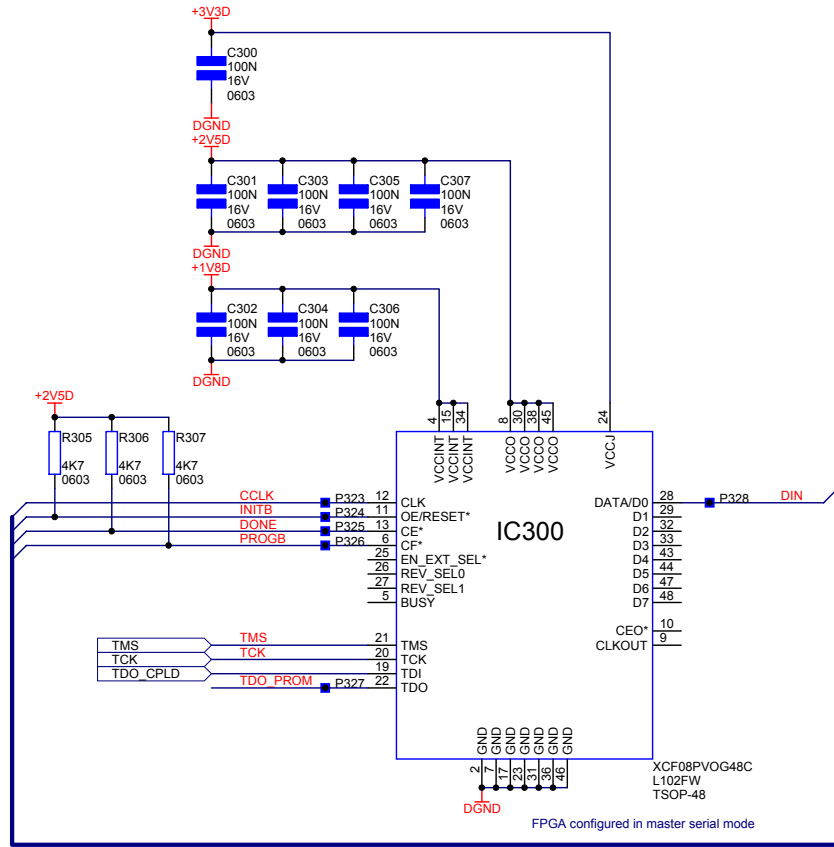 +3V3D
C300
100N
16V
0603
DGND
+2V5D
C301
100N
16V
0603
C303
100N
16V
0603
C305
100N
16V
0603
C307
100N
16V
0603
DGND
+1V8D
C302
100N
16V
0603
C304
100N
16V
0603
C306
100N
16V
0603
DGND
+2V5D
R305
4K7
0603
R306
4K7
0603
R307
4K7
0603
4 VCCINT
15 VCCINT
34 VCCINT
8 VCCO
30 VCCO
38 VCCO
45 VCCO
24 VCCJ
IC300
CCLK P323 12 CLK
INITB P324 11 OE/RESET*
DONE P325 13 CE*
PROGB P326 6 CF*
25 EN_EXT_SEL*
26 REV_SEL0
27 REV_SEL1
5 BUSY
TMS TMS 21 TMS
TCK TCK 20 TCK
TDO_CPLD 19 TDI
TDO_PROM P327 22 TDO
DATA/D0 28 P328 DIN
D1 29
D2 32
D3 33
D4 43
D5 44
D6 47
D7 48
CEO* 10
CLKOUT 9
GND 2
GND 7
GND 17
GND 23
GND 31
GND 36
GND 46
DGND
XCF08PVOG48C
L102FW
TSOP-48
FPGA configured in master serial mode